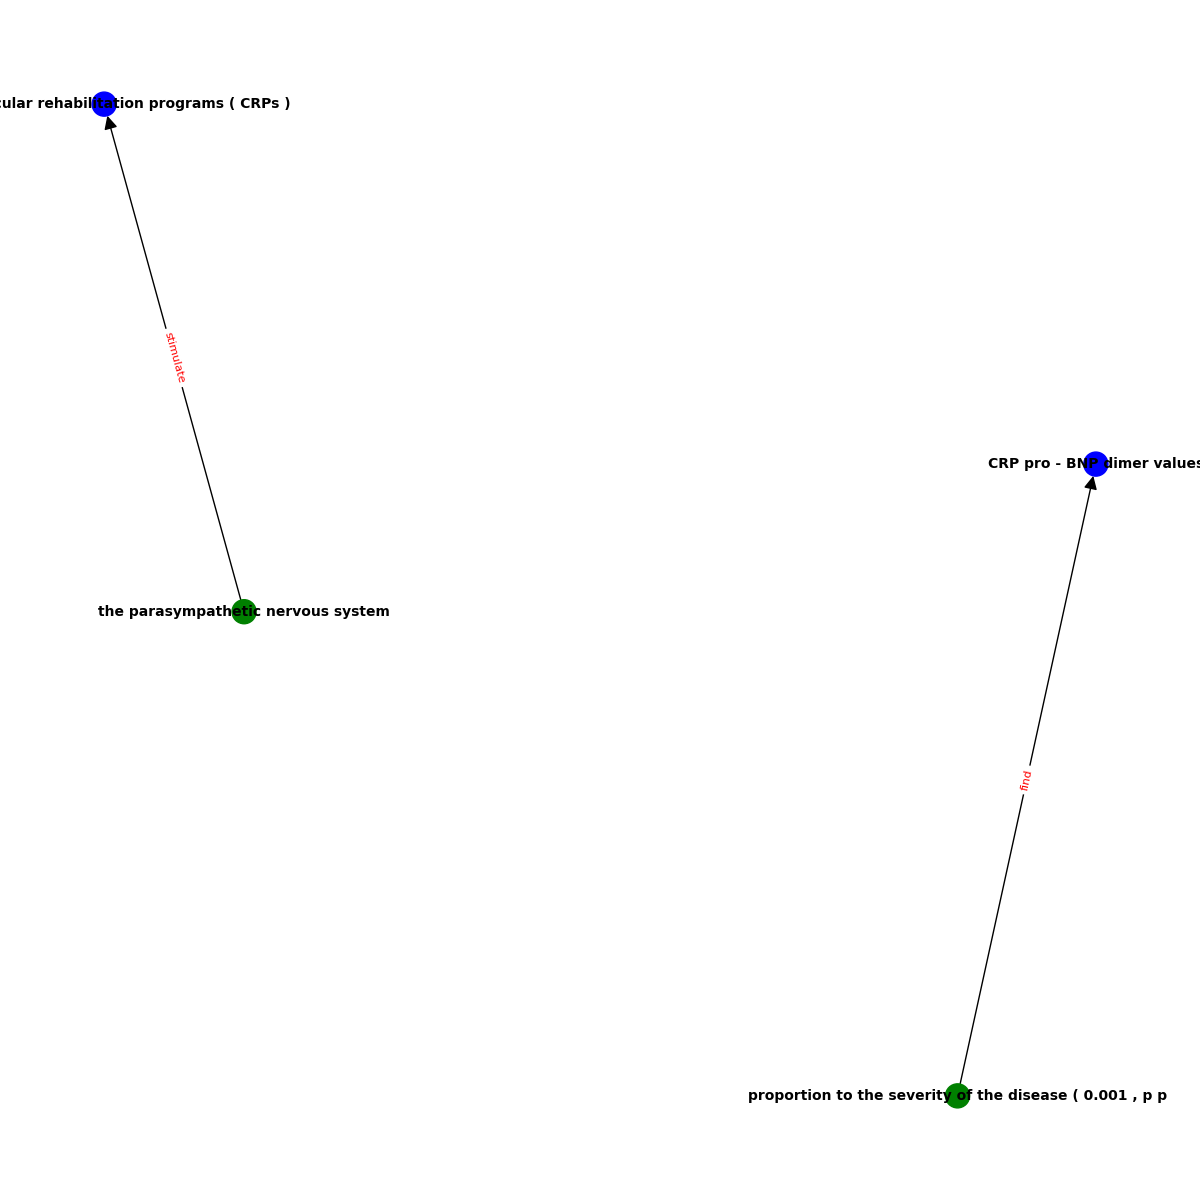 cular rehabilitation programs ( CRPs )
stimulate
CRP pro - BNP dimer values
the parasympathetic nervous system
find
proportion to the severity of the disease ( 0.001 , p p